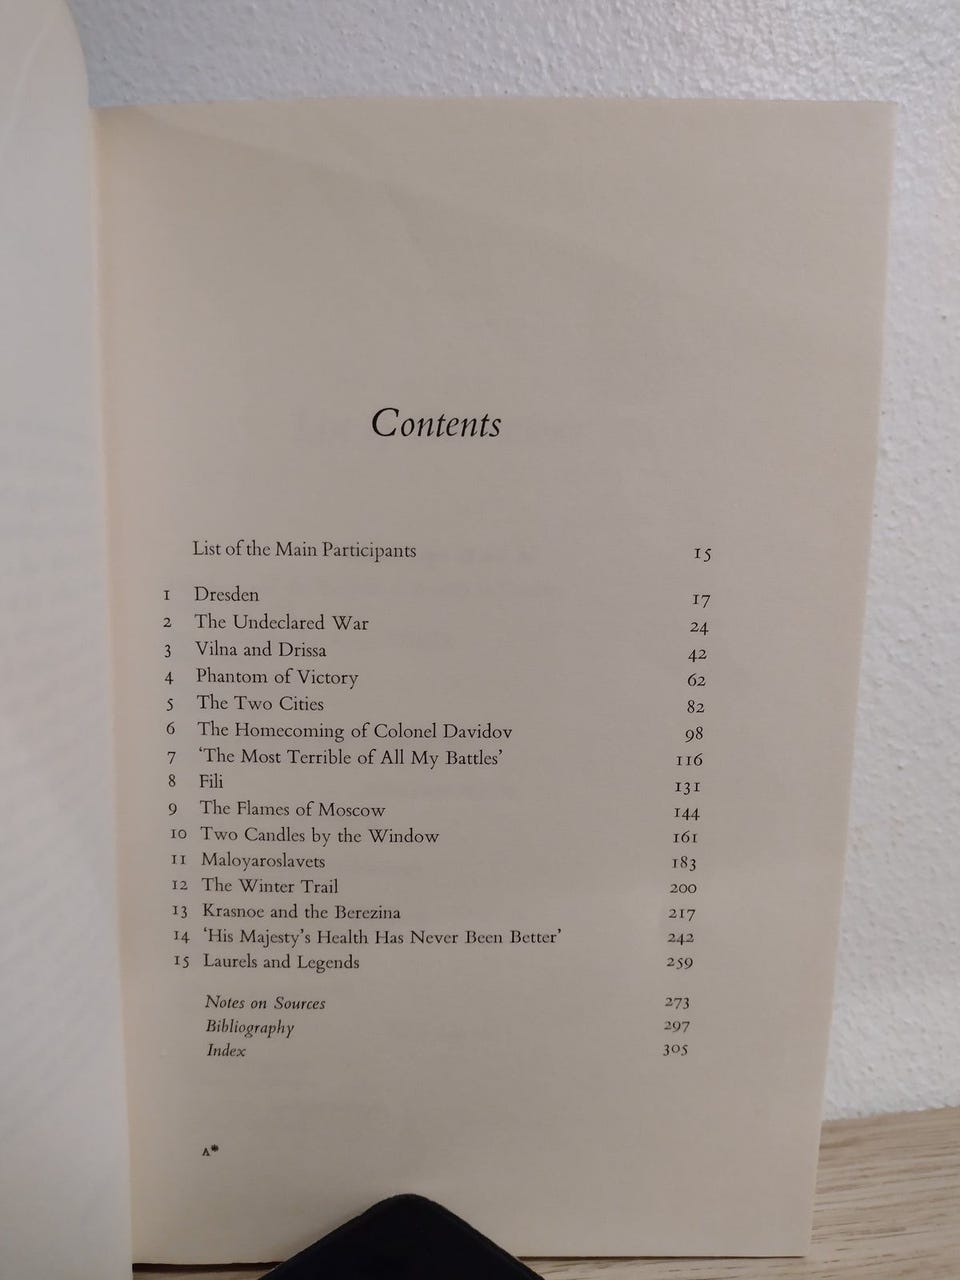 Contents
List of the Main Participants 15
1 Dresden 17
2 The Undeclared War 24
3 Vilna and Drissa 42
4 Phantom of Victory 62
5 The Two Cities 82
6 The Homecoming of Colonel Davidov 98
7 ‘The Most Terrible of All My Battles’ 116
8 Fili 131
9 The Flames of Moscow 144
10 Two Candles by the Window 161
11 Maloyaroslavets 183
12 The Winter Trail 200
13 Krasnoe and the Berezina 217
14 ‘His Majesty’s Health Has Never Been Better’ 242
15 Laurels and Legends 259
Notes on Sources 273
Bibliography 297
Index 305
A*